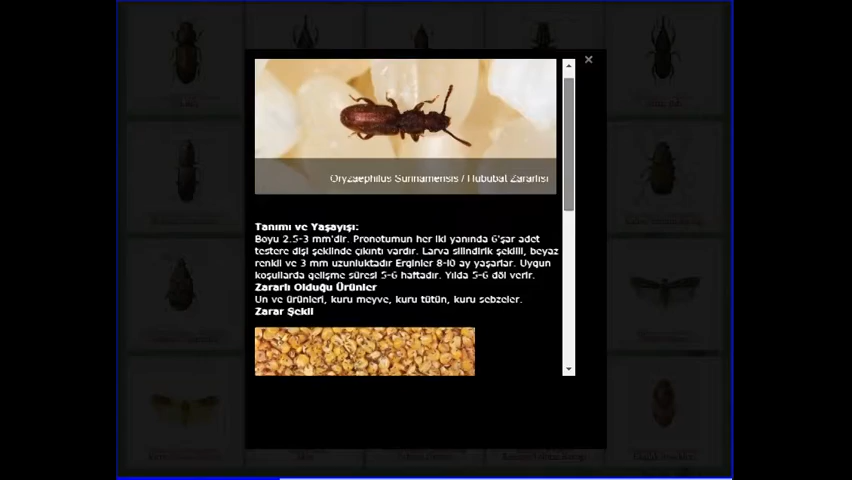 Oryzaephilus Surinamensis / Hububat Zararlısı
Tanımı ve Yaşayışı:
Boyu 2.5-3 mm'dir. Pronotumun her iki yanında 6'şar adet
testere dişi şeklinde çıkıntı vardır. Larva silindirik şekilli, beyaz
renkli ve 3 mm uzunluktadır Erginler 8-10 ay yaşarlar. Uygun
koşullarda gelişme süresi 5-6 haftadır. Yılda 5-6 döl verir.
Zararlı Olduğu Ürünler
Un ve ürünleri, kuru meyve, kuru tütün, kuru sebzeler.
Zarar Şekli